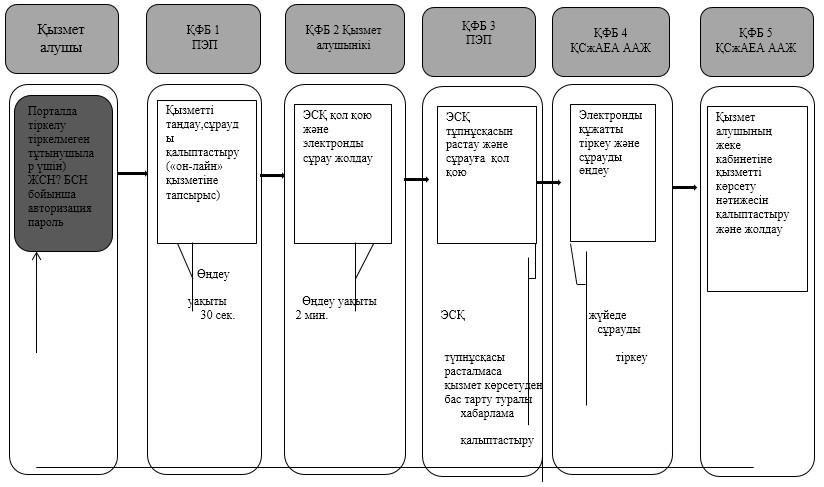 Қызмет
алушы
ҚФБ 1
ПЭП
ҚФБ 2 Қызмет
алушынікі
ҚФБ 3
ПЭП
ҚФБ 4
ҚСжАЕА ААЖ
ҚФБ 5
ҚСжАЕА ААЖ
Порталда
тіркелу
тіркелмеген
тұтынушыла
р үшін)
ЖСН? БСН
бойынша
авторизация
пароль
Қызметті
таңдау,сұрауд
ы
қалыптастыру
(«он-лайн»
қызметіне
тапсырыс)
Өңдеу
уақыты
30 сек.
ЭСҚ қол қою
және
электронды
сұрау жолдау
Өңдеу уақыты
2 мин.
ЭСҚ
тұпнұсқасын
растау және
сұрауға қол
қою
ЭСҚ
түпнұсқасы
расталмаса
қызмет көрсетуден
бас тарту туралы
хабарлама
қалыптастыру
Электронды
құжатты
тіркеу және
сұрауды
өңдеу
жүйеде
сұрауды
тіркеу
Қызмет
алушының
жеке
кабинетіне
қызметті
көрсету
нәтижесін
қалыптастыру
және жолдау